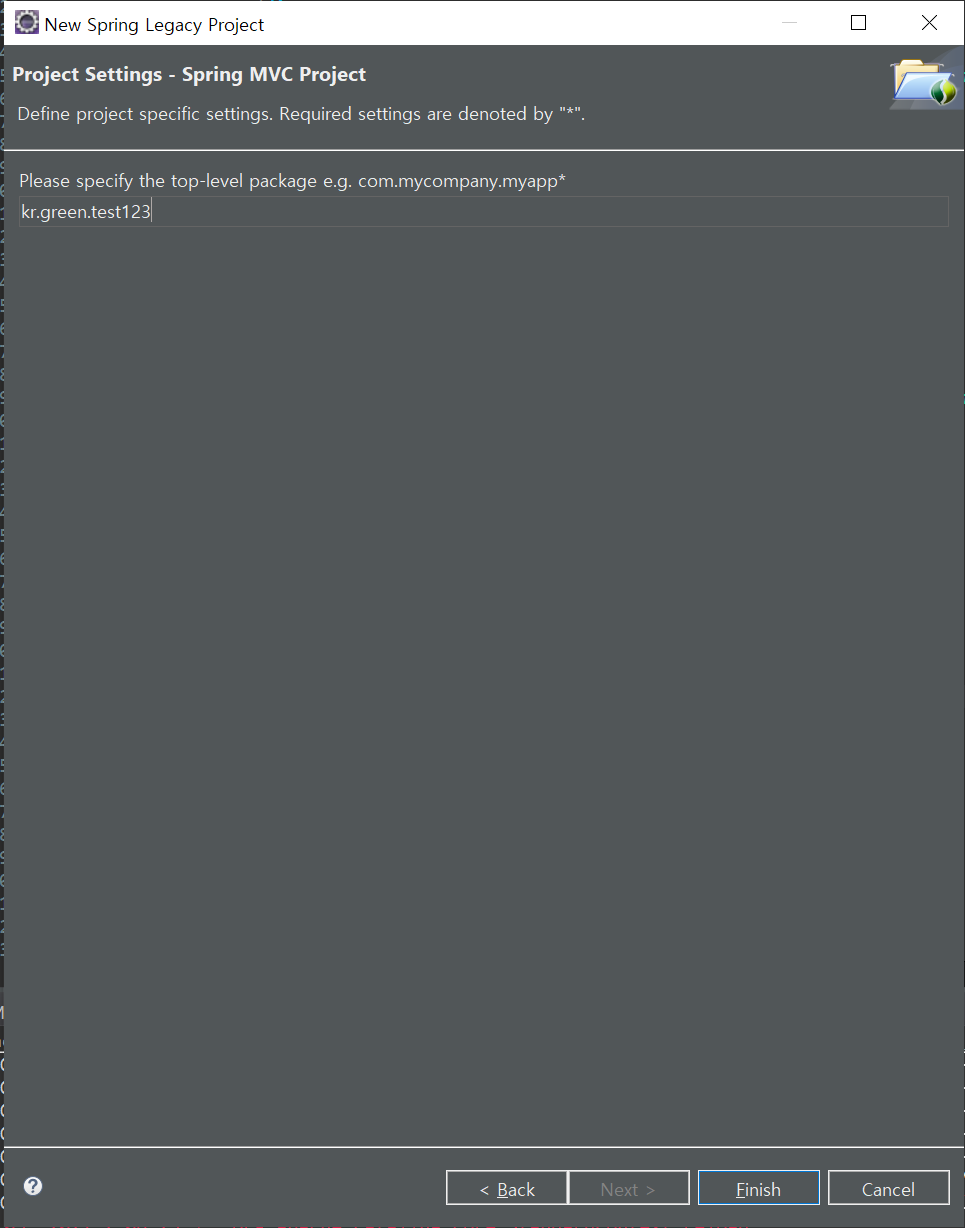 New Spring Legacy Project
Project Settings - Spring MVC Project
Define project specific settings. Required settings are denoted by "*".
Please specify the top-level package e.g. com.mycompany.myapp*
kr.green.test123
?
< Back
Next >
Finish
Cancel